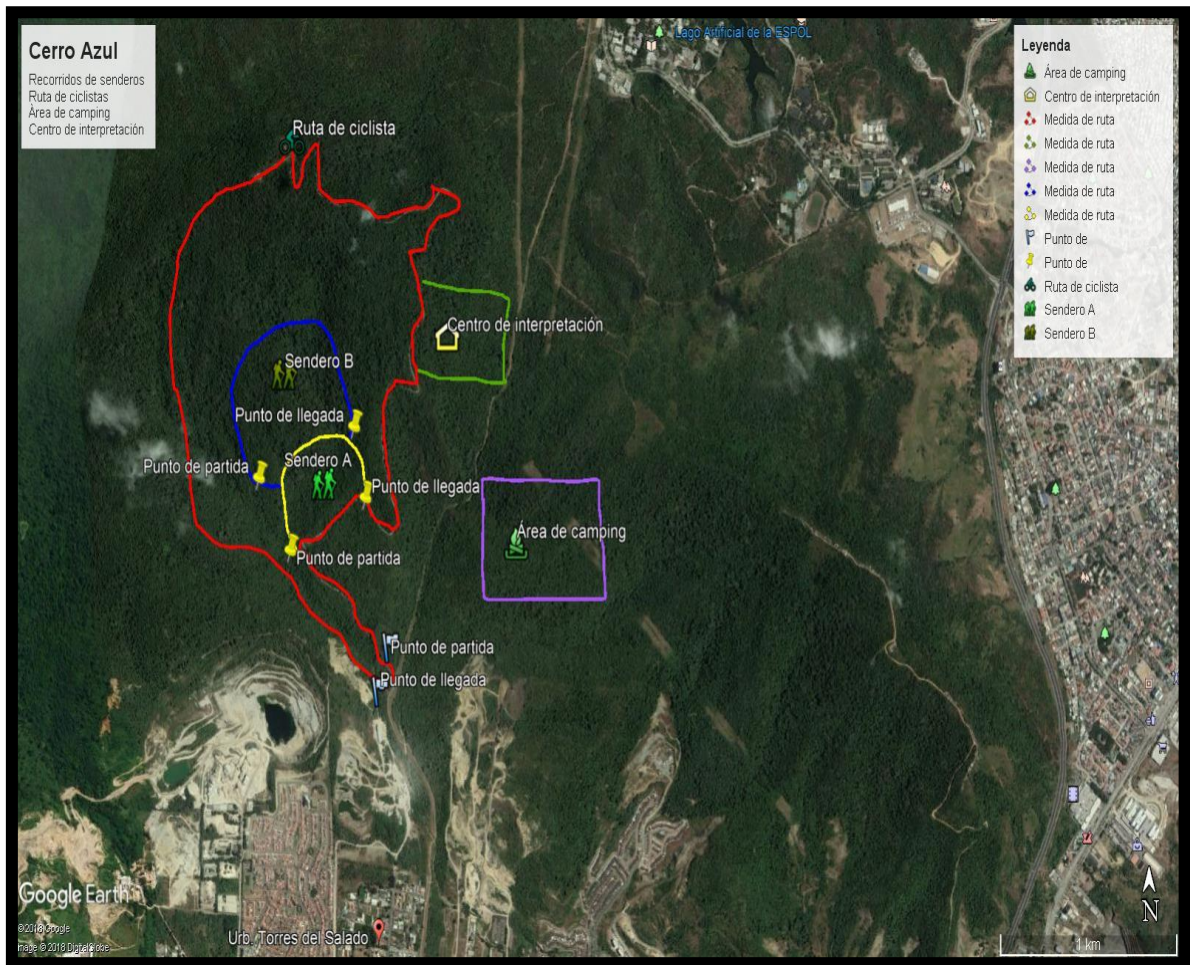 Cerro Azul
Recorridos de senderos
Ruta de ciclistas
Área de camping
Centro de interpretación
Lago Artificial de la ESPOL
Leyenda
Área de camping
Centro de interpretación
Medida de ruta
Medida de ruta
Medida de ruta
Medida de ruta
Medida de ruta
Punto de
Punto de
Ruta de ciclista
Sendero A
Sendero B
Ruta de ciclista
Centro de interpretación
Sendero B
Punto de llegada
Punto de partida
Sendero A
Punto de llegada
Área de camping
Punto de partida
Punto de partida
Punto de llegada
Google Earth
© 2018 Google
Image © 2018 DigitalGlobe
Urb. Torres del Salado
N
1 km